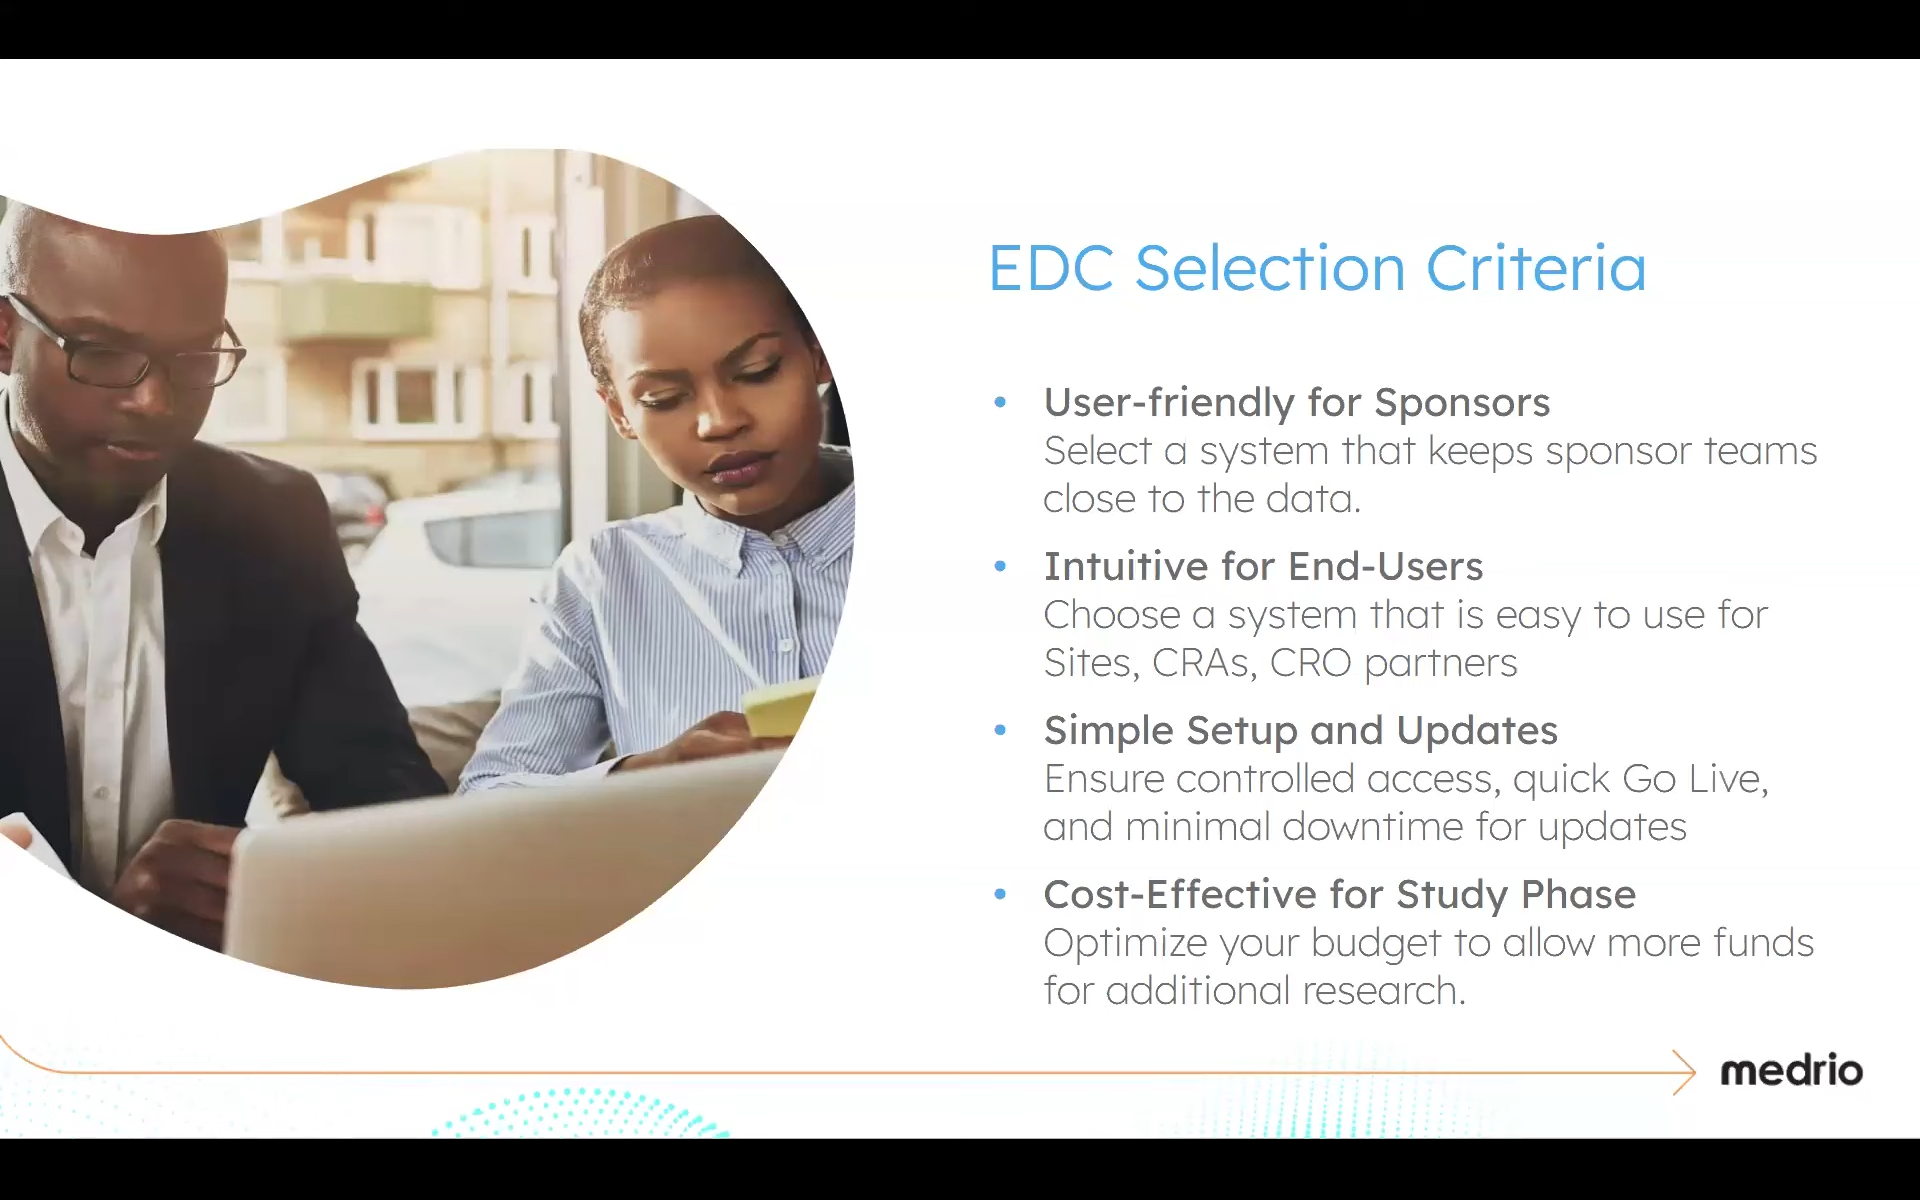 EDC Selection Criteria
• User-friendly for Sponsors
Select a system that keeps sponsor teams
close to the data.
• Intuitive for End-Users
Choose a system that is easy to use for
Sites, CRAs, CRO partners
• Simple Setup and Updates
Ensure controlled access, quick Go Live,
and minimal downtime for updates
• Cost-Effective for Study Phase
Optimize your budget to allow more funds
for additional research.
medrio